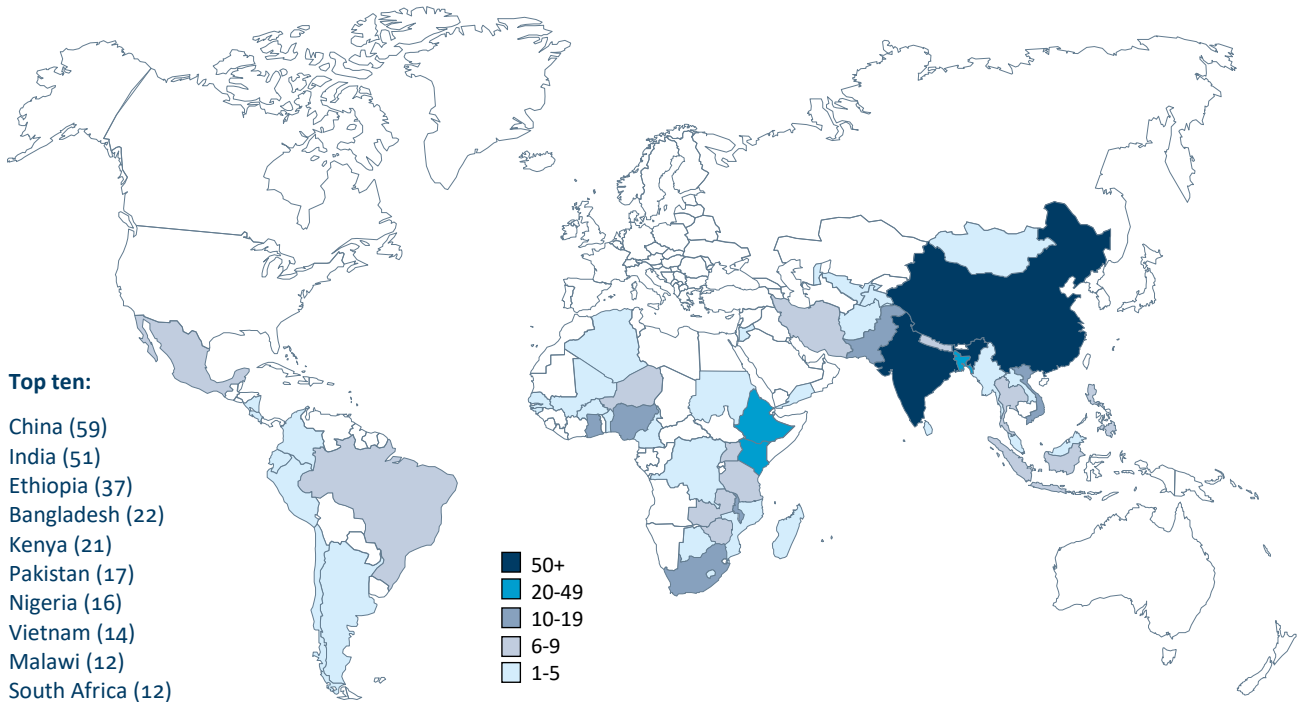 Top ten:
China (59)
India (51)
Ethiopia (37)
Bangladesh (22)
Kenya (21)
Pakistan (17)
Nigeria (16)
Vietnam (14)
Malawi (12)
South Africa (12)
50+
20-49
10-19
6-9
1-5